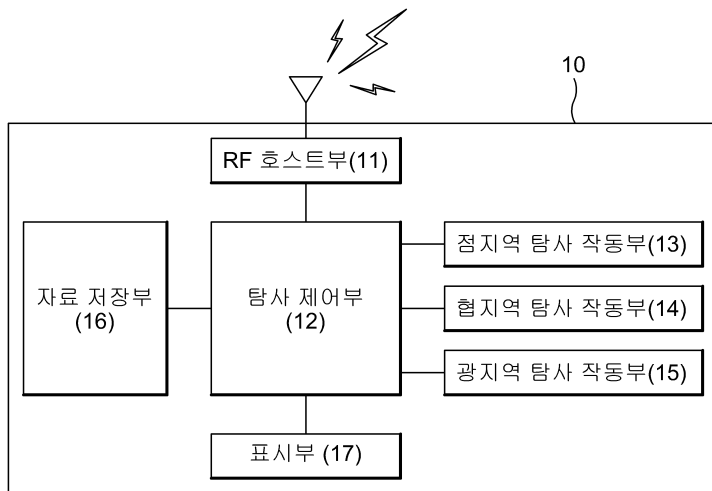 10
RF 호스트부(11)
자료 저장부
(16)
탐사 제어부
(12)
점지역 탐사 작동부(13)
협지역 탐사 작동부(14)
광지역 탐사 작동부(15)
표시부 (17)